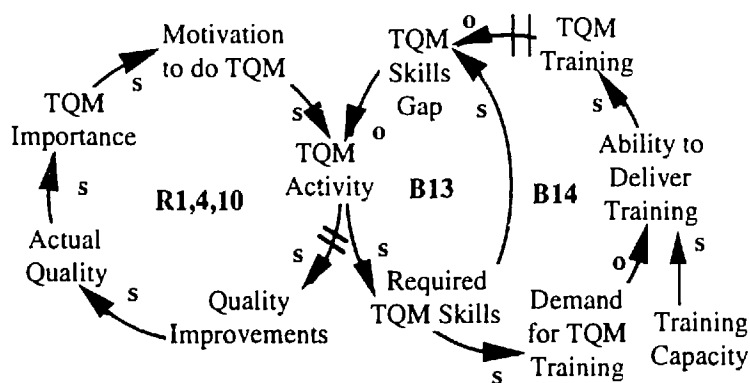 Motivation
to do TQM
s
s
TQM
Importance
s
Actual
Quality
s
Quality
Improvements
s
R1,4,10
TQM
Skills
Gap
o
o
s
TQM
Activity
s
B13
Required
TQM Skills
s
B14
TQM
Training
s
Ability to
Deliver
Training
o
s
Demand
for TQM
Training
Training
Capacity